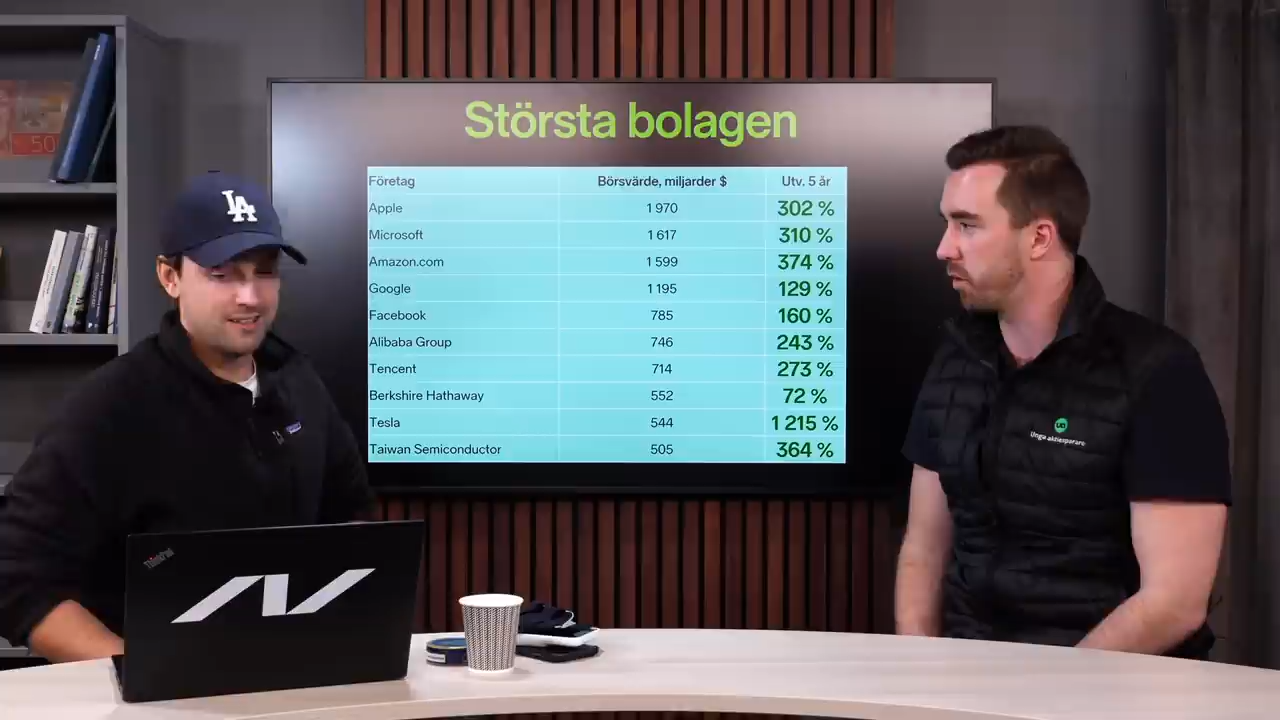 Största bolagen
Företag Börsvärde, miljarder $ Utv. 5 år
Apple 1 970 302 %
Microsoft 1 617 310 %
Amazon.com 1 599 374 %
Google 1 195 129 %
Facebook 785 160 %
Alibaba Group 746 243 %
Tencent 714 273 %
Berkshire Hathaway 552 72 %
Tesla 544 1 215 %
Taiwan Semiconductor 505 364 %
50
LA
ThinkPad
Unga aktiesparare